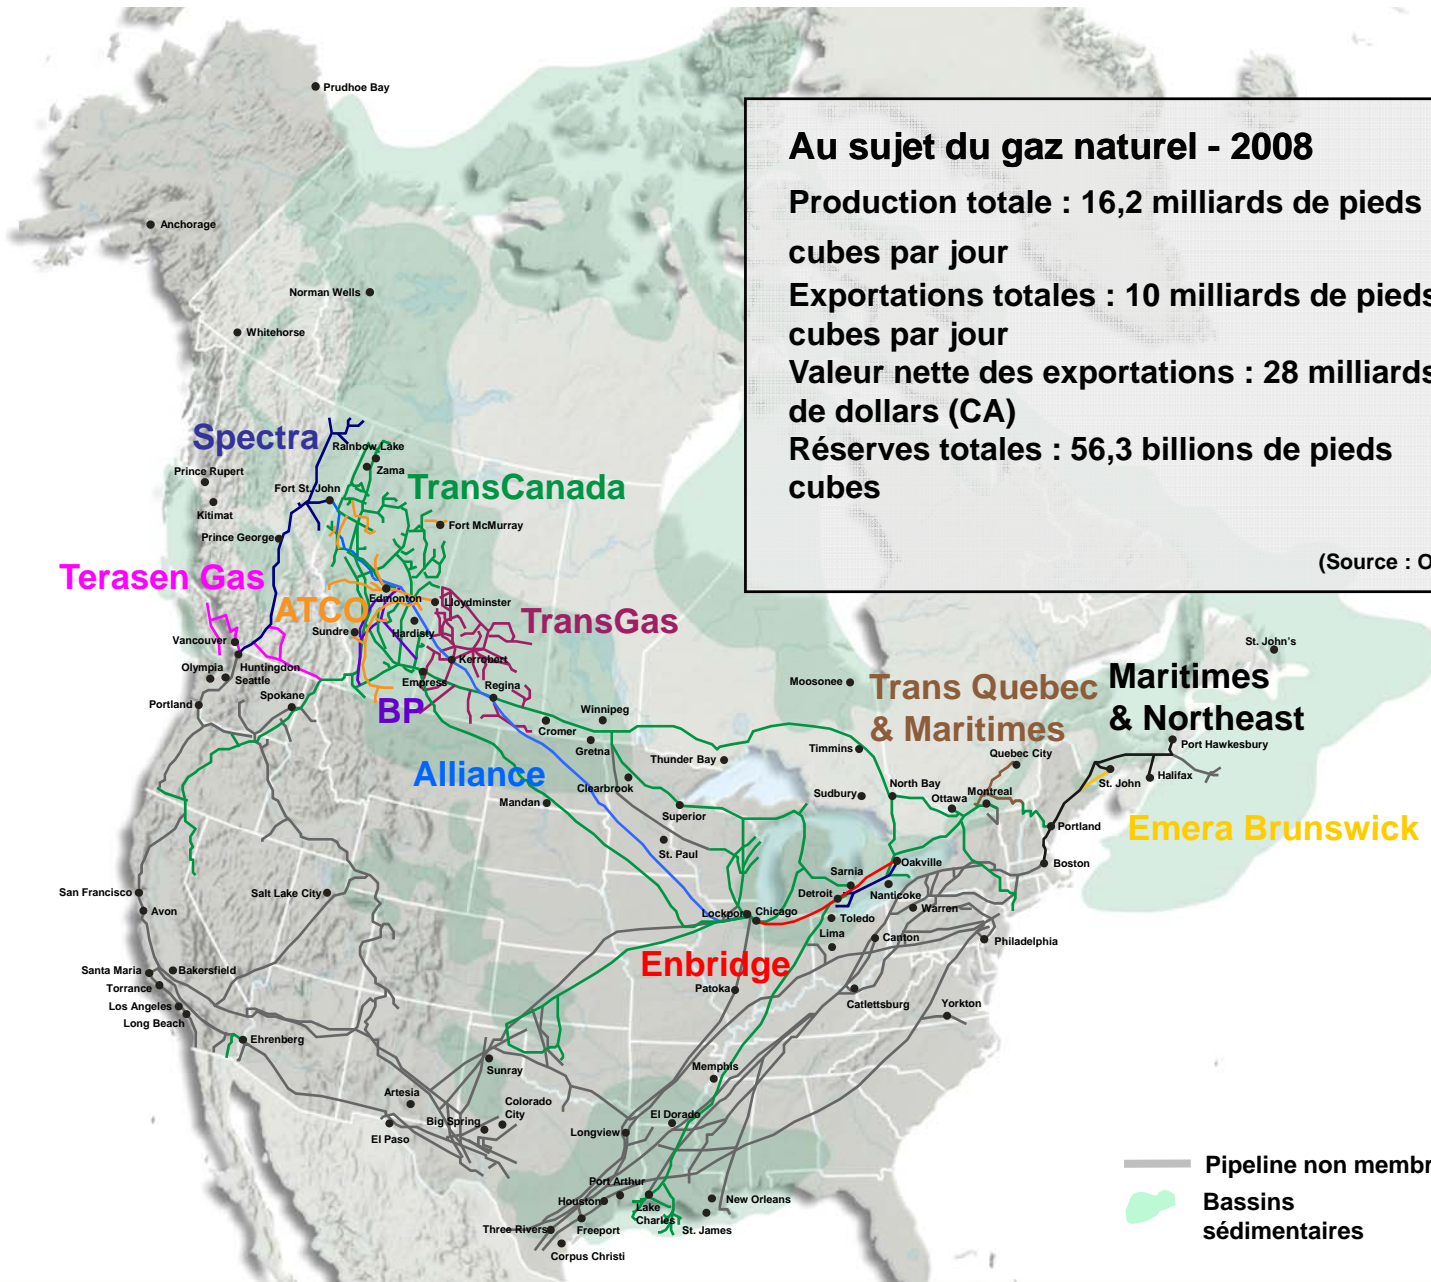 Prudhoe Bay
Au sujet du gaz naturel - 2008
Production totale : 16,2 milliards de pieds
cubes par jour
Exportations totales : 10 milliards de pieds
cubes par jour
Valeur nette des exportations : 28 milliards
de dollars (CA)
Réserves totales : 56,3 billions de pieds
cubes
(Source : O
Anchorage
Norman Wells
Whitehorse
Spectra
Rainbow Lake
Zama
Prince Rupert
Fort St. John
TransCanada
Kitimat
Fort McMurray
Prince George
Terasen Gas
ATCO
Edmonton
Lloydminster
TransGas
Sundre
Hardisty
Vancouver
Kerrobert
Olympia
Huntingdon
Seattle
Empress
Regina
Spokane
Portland
BP
Cromer
Winnipeg
Gretna
Thunder Bay
Alliance
Clearbrook
Mandan
Superior
St. Paul
Moosonee
Trans Quebec
& Maritimes
Maritimes
& Northeast
St. John's
Timmins
Quebec City
Port Hawkesbury
Sudbury
North Bay
Ottawa
Montreal
St. John
Halifax
Portland
Emera Brunswick
Boston
Oakville
Sarnia
Detroit
Nanticoke
Warren
Toledo
Lima
Canton
Philadelphia
Lockport
Chicago
Enbridge
Patoka
Catlettsburg
Yorkton
San Francisco
Avon
Salt Lake City
Santa Maria
Bakersfield
Torrance
Los Angeles
Long Beach
Ehrenberg
Sunray
Memphis
Artesia
Colorado
City
Big Spring
El Paso
El Dorado
Longview
Port Arthur
Houston
Lake
Charles
New Orleans
St. James
Three Rivers
Freeport
Corpus Christi
Pipeline non membr
Bassins
sédimentaires